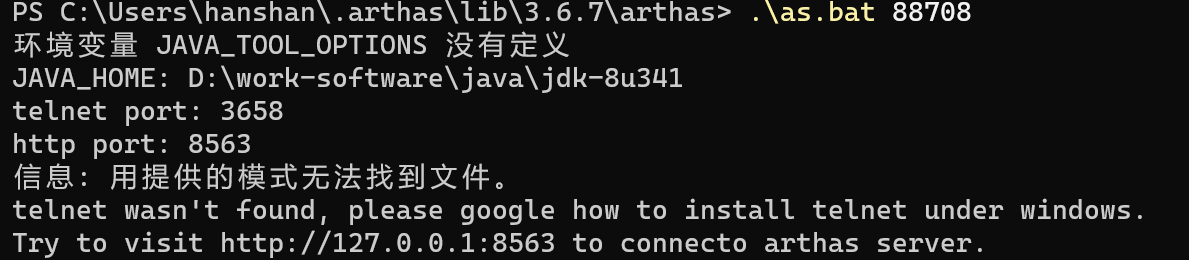 PS C:\Users\hanshan\.arthas\lib\3.6.7\arthas> .\as.bat 88708
环境变量 JAVA_TOOL_OPTIONS 没有定义
JAVA_HOME: D:\work-software\java\jdk-8u341
telnet port: 3658
http port: 8563
信息: 用提供的模式无法找到文件。
telnet wasn't found, please google how to install telnet under windows.
Try to visit http://127.0.0.1:8563 to connecto arthas server.